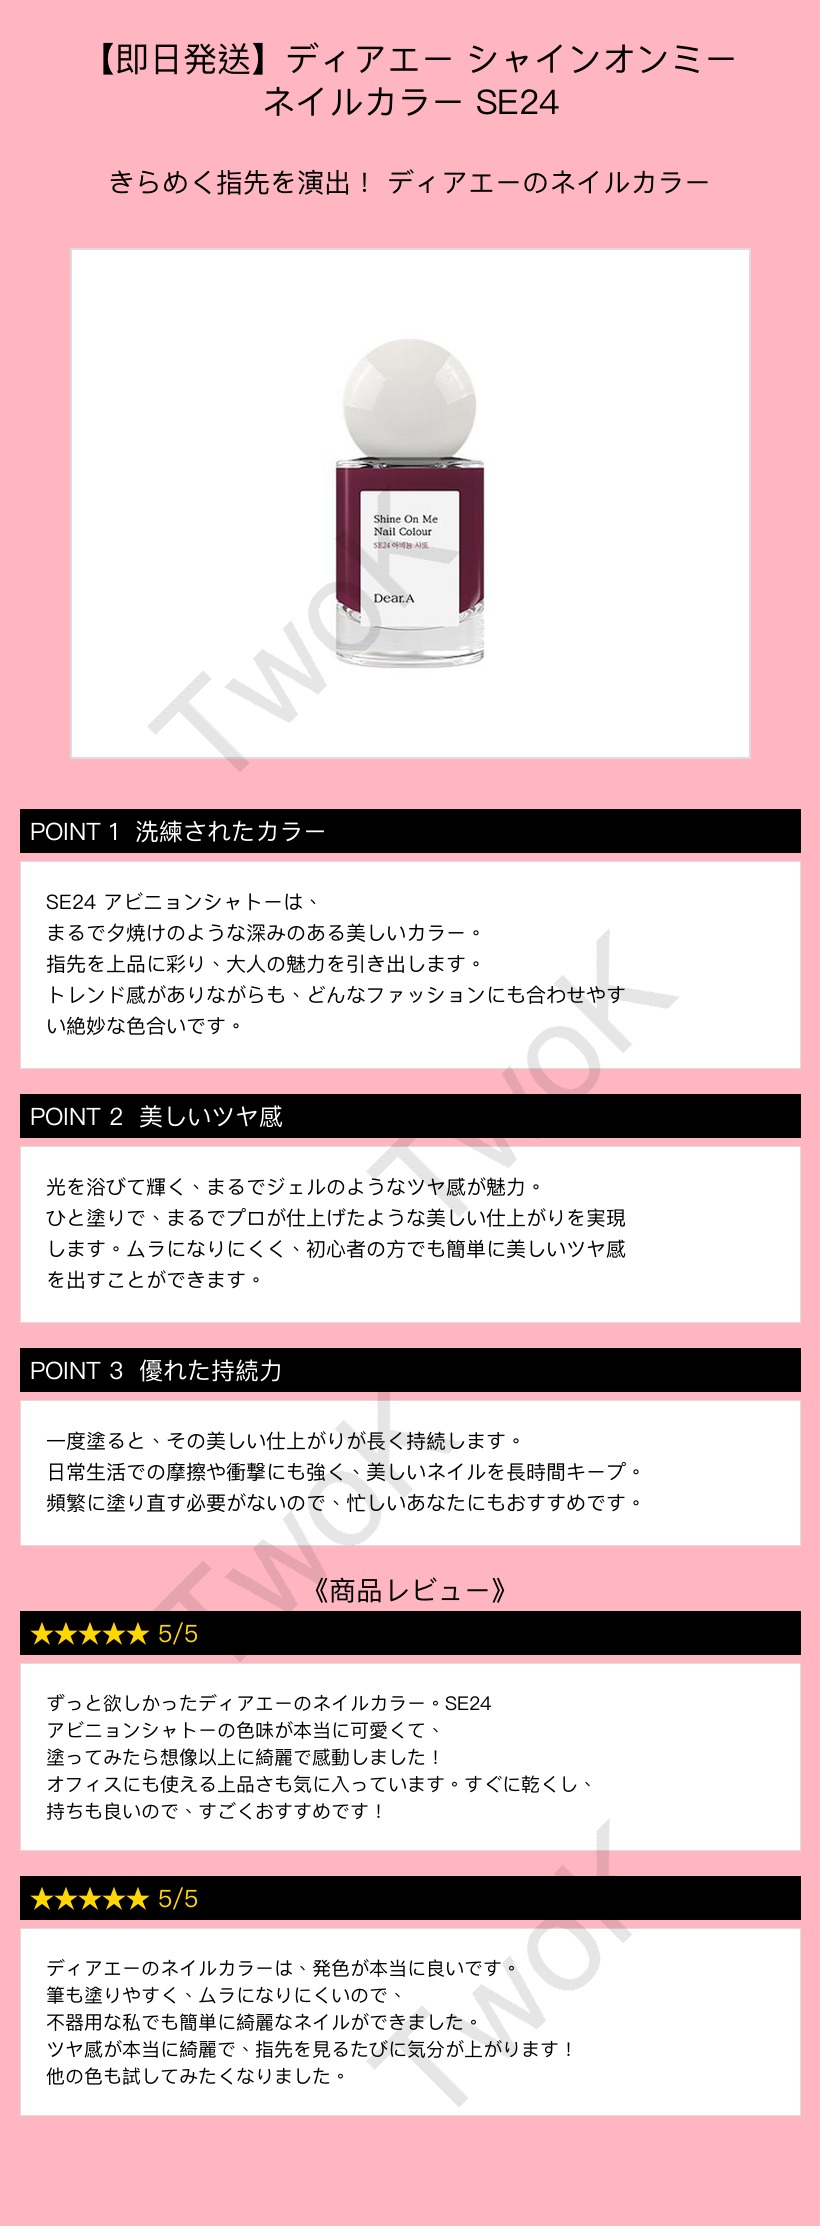 【即日発送】ディアエー シャインオンミー
ネイルカラー SE24
きらめく指先を演出！ ディアエーのネイルカラー
Shine On Me
Nail Colour
SE24 아비뇽 샤또
Dear.A
TwoK
POINT 1 洗練されたカラー
SE24 アビニョンシャトーは、
まるで夕焼けのような深みのある美しいカラー。
指先を上品に彩り、大人の魅力を引き出します。
トレンド感がありながらも、どんなファッションにも合わせやす
い絶妙な色合いです。
TwoK
POINT 2 美しいツヤ感
光を浴びて輝く、まるでジェルのようなツヤ感が魅力。
ひと塗りで、まるでプロが仕上げたような美しい仕上がりを実現
します。ムラになりにくく、初心者の方でも簡単に美しいツヤ感
を出すことができます。
POINT 3 優れた持続力
一度塗ると、その美しい仕上がりが長く持続します。
日常生活での摩擦や衝撃にも強く、美しいネイルを長時間キープ。
頻繁に塗り直す必要がないので、忙しいあなたにもおすすめです。
TwoK
《商品レビュー》
★★★★★ 5/5
ずっと欲しかったディアエーのネイルカラー。SE24
アビニョンシャトーの色味が本当に可愛くて、
塗ってみたら想像以上に綺麗で感動しました！
オフィスにも使える上品さも気に入っています。すぐに乾くし、
持ちも良いので、すごくおすすめです！
★★★★★ 5/5
ディアエーのネイルカラーは、発色が本当に良いです。
筆も塗りやすく、ムラになりにくいので、
不器用な私でも簡単に綺麗なネイルができました。
ツヤ感が本当に綺麗で、指先を見るたびに気分が上がります！
他の色も試してみたくなりました。
TwoK